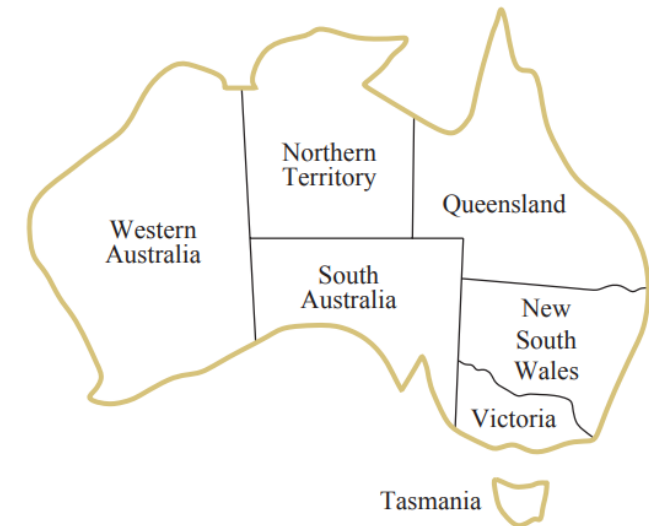 Northern
Territory
Queensland
Western
Australia
South
Australia
New
South
Wales
Victoria
Tasmania